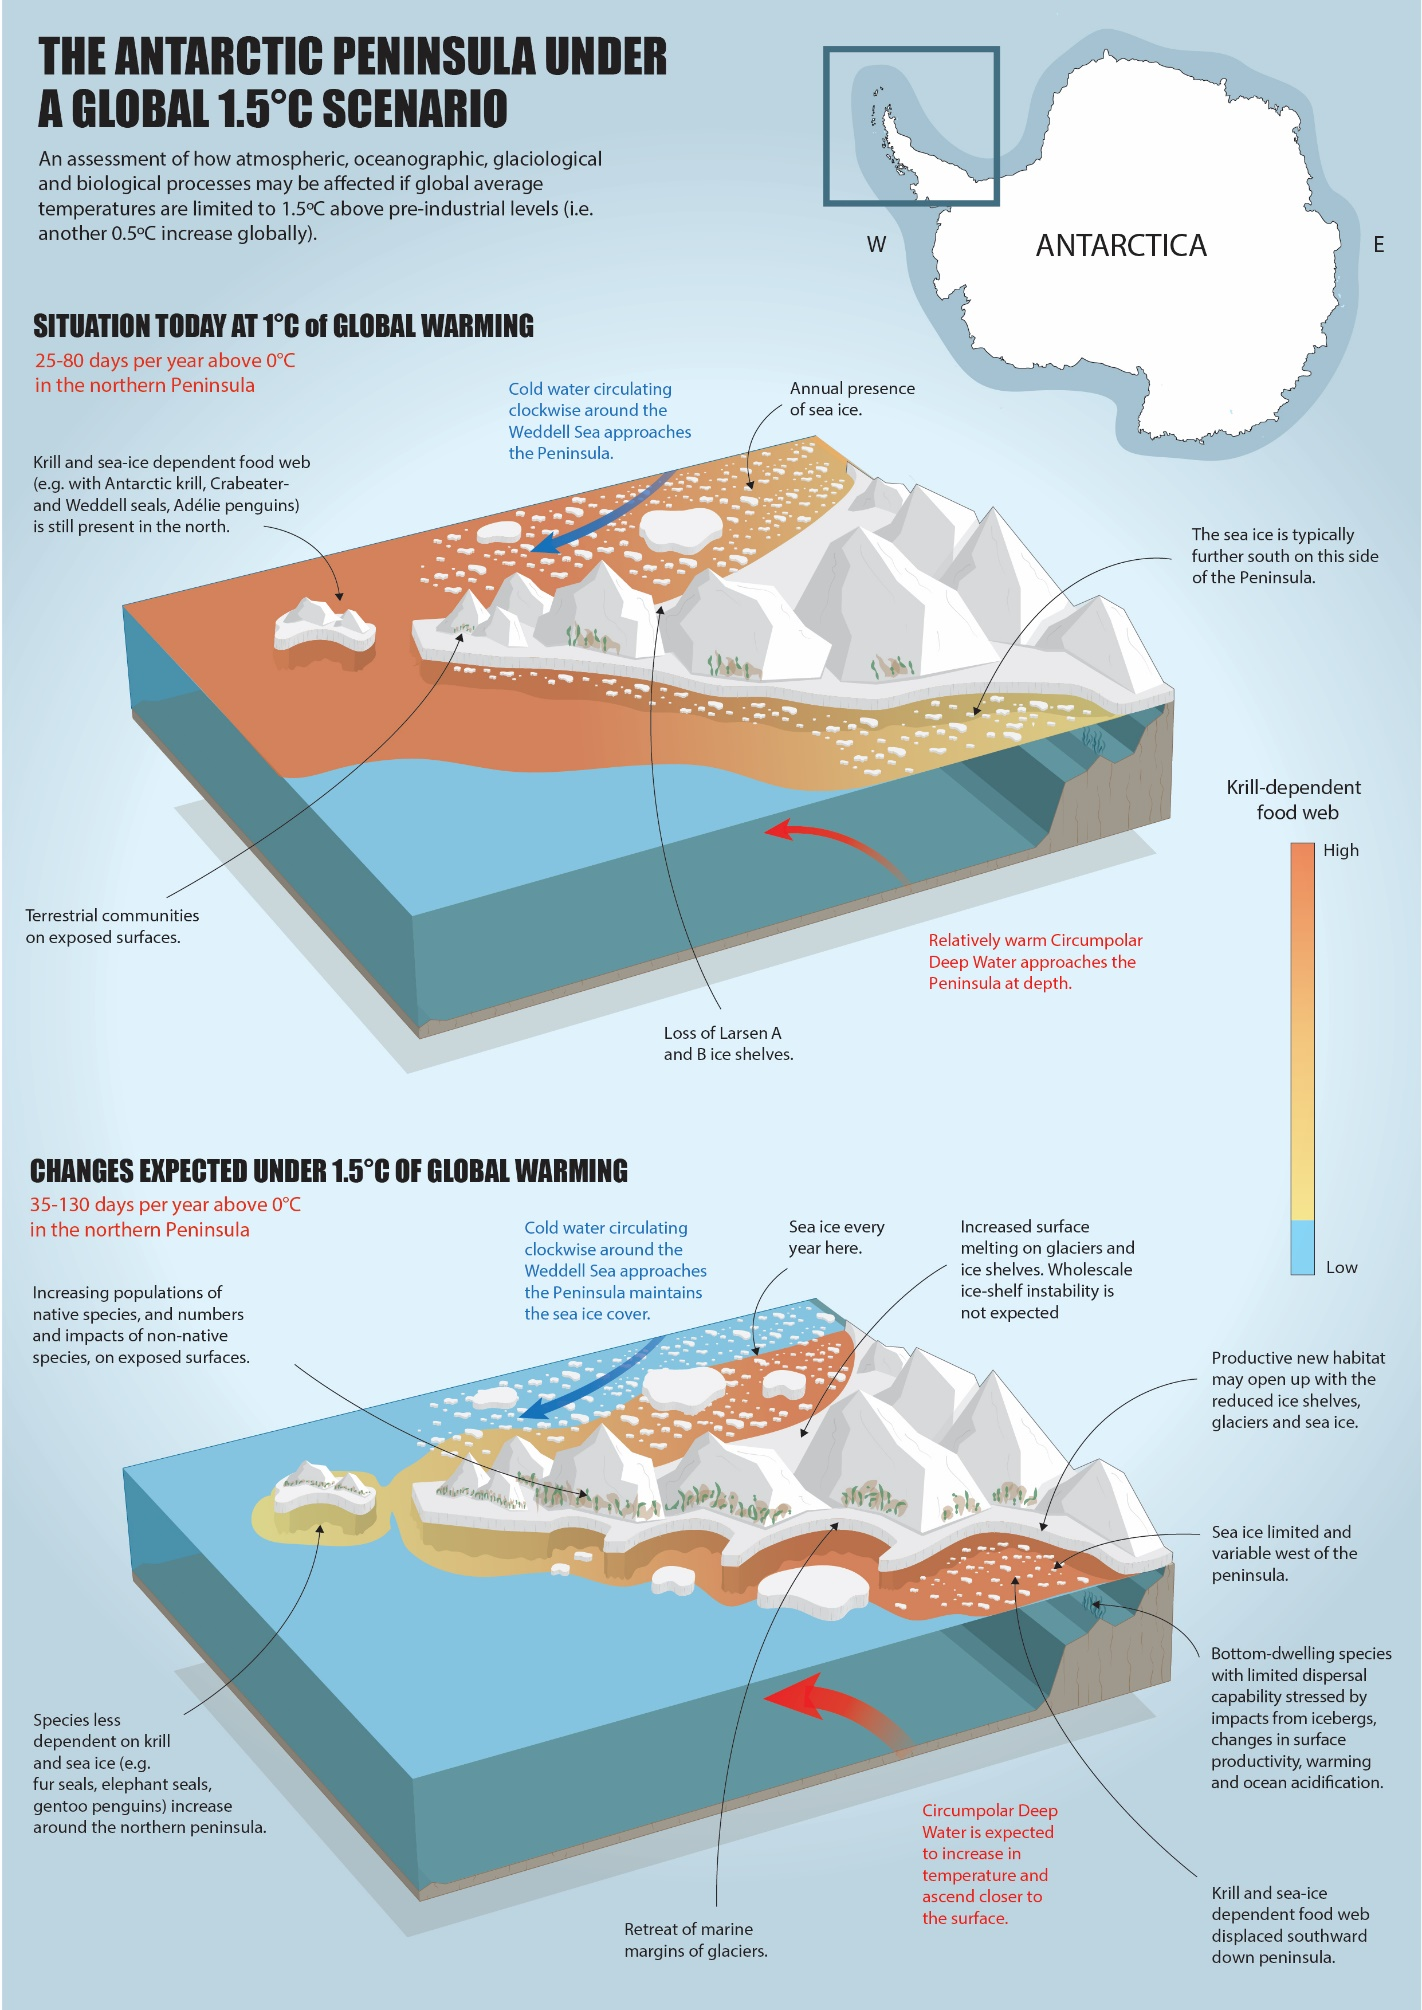 THE ANTARCTIC PENINSULA UNDER
A GLOBAL 1.5°C SCENARIO
An assessment of how atmospheric, oceanographic, glaciological
and biological processes may be affected if global average
temperatures are limited to 1.5ºC above pre-industrial levels (i.e.
another 0.5ºC increase globally).
W
ANTARCTICA
E
SITUATION TODAY AT 1°C of GLOBAL WARMING
25-80 days per year above 0°C
in the northern Peninsula
Cold water circulating
clockwise around the
Weddell Sea approaches
the Peninsula.
Annual presence
of sea ice.
Krill and sea-ice dependent food web
(e.g. with Antarctic krill, Crabeater-
and Weddell seals, Adélie penguins)
is still present in the north.
The sea ice is typically
further south on this side
of the Peninsula.
Krill-dependent
food web
High
Low
Terrestrial communities
on exposed surfaces.
Relatively warm Circumpolar
Deep Water approaches the
Peninsula at depth.
Loss of Larsen A
and B ice shelves.
CHANGES EXPECTED UNDER 1.5°C OF GLOBAL WARMING
35-130 days per year above 0°C
in the northern Peninsula
Cold water circulating
clockwise around the
Weddell Sea approaches
the Peninsula maintains
the sea ice cover.
Sea ice every
year here.
Increased surface
melting on glaciers and
ice shelves. Wholescale
ice-shelf instability is
not expected
Increasing populations of
native species, and numbers
and impacts of non-native
species, on exposed surfaces.
Productive new habitat
may open up with the
reduced ice shelves,
glaciers and sea ice.
Sea ice limited and
variable west of the
peninsula.
Bottom-dwelling species
with limited dispersal
capability stressed by
impacts from icebergs,
changes in surface
productivity, warming
and ocean acidification.
Species less
dependent on krill
and sea ice (e.g.
fur seals, elephant seals,
gentoo penguins) increase
around the northern peninsula.
Circumpolar Deep
Water is expected
to increase in
temperature and
ascend closer to
the surface.
Krill and sea-ice
dependent food web
displaced southward
down peninsula.
Retreat of marine
margins of glaciers.